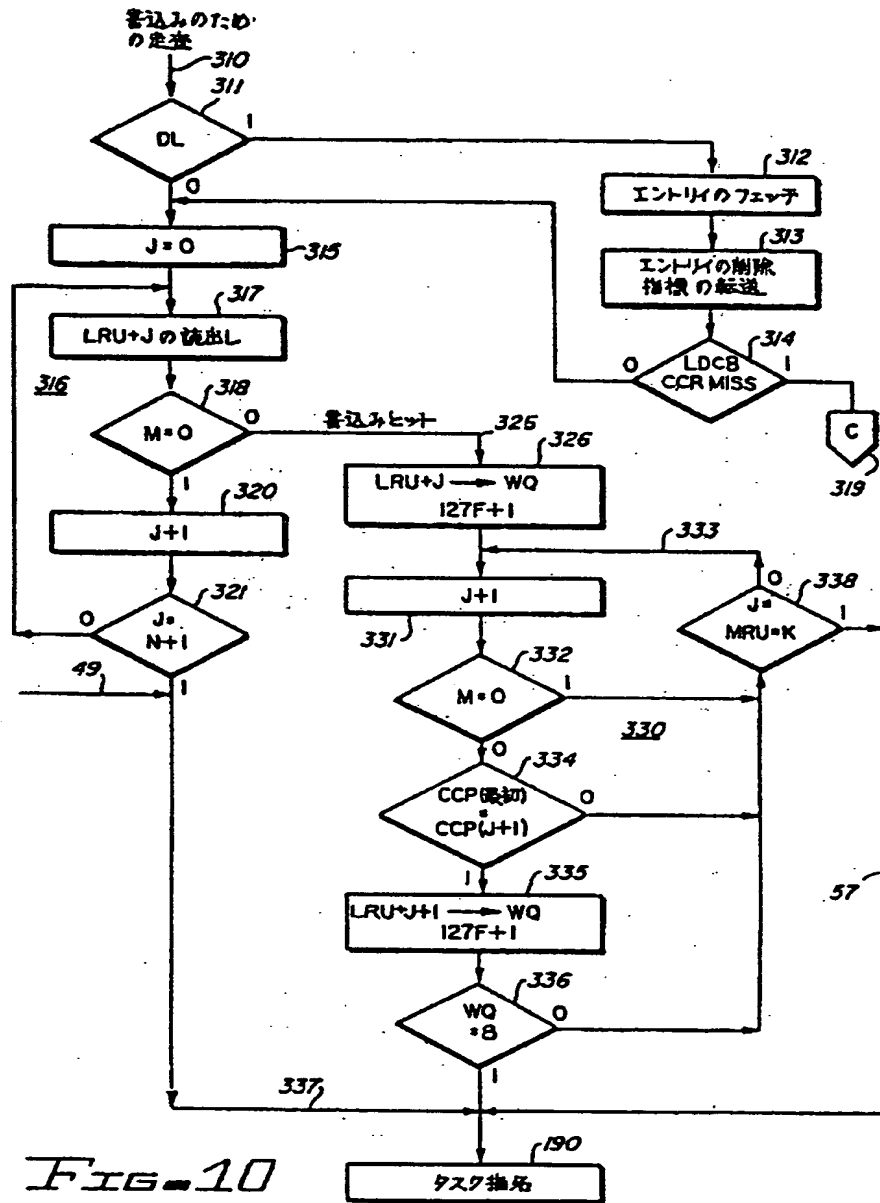 書込みのため
の走査
310
311
DL
1
0
312
エントリイのフェッチ
313
エントリイの削除
指標の転送
314
LDCB
CCR MISS
0
1
C
319
J=0
315
317
LRU+Jの読出し
316
318
M=0
0
1
書込みヒット
325
326
LRU+J → WQ
127F+1
320
J+1
321
J=
N+1
0
1
49
333
J+1
331
332
M=0
1
0
330
338
J=
MRU=K
0
1
334
CCP(最初)
=
CCP(J+1)
0
1
335
LRU+J+1 → WQ
127F+1
57
336
WQ
=8
0
1
337
190
タスク指名
FIG-10